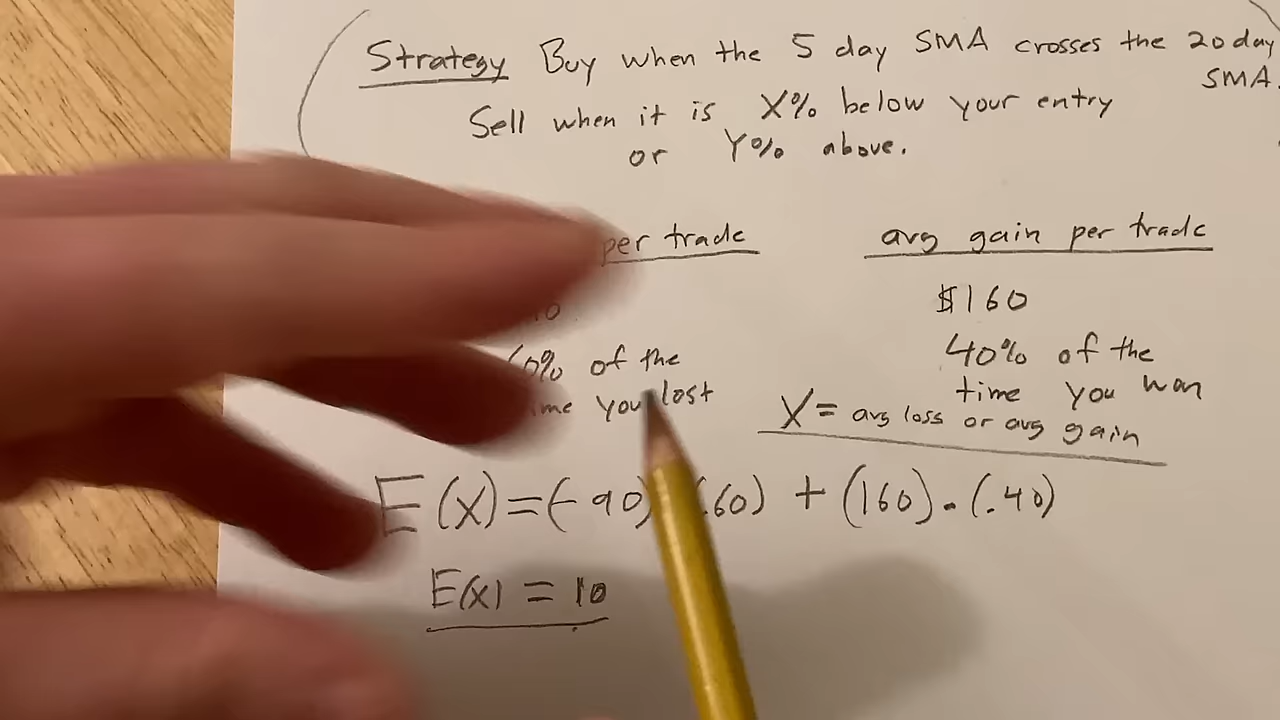 Strategy Buy when the 5 day SMA crosses the 20 day
SMA.
Sell when it is X% below your entry
or Y% above.
per trade avg gain per trade
$160
60% of the 40% of the
time you lost time you won
X = avg loss or avg gain
E(x) = (-90) (.60) + (160) · (.40)
E(x) = 10